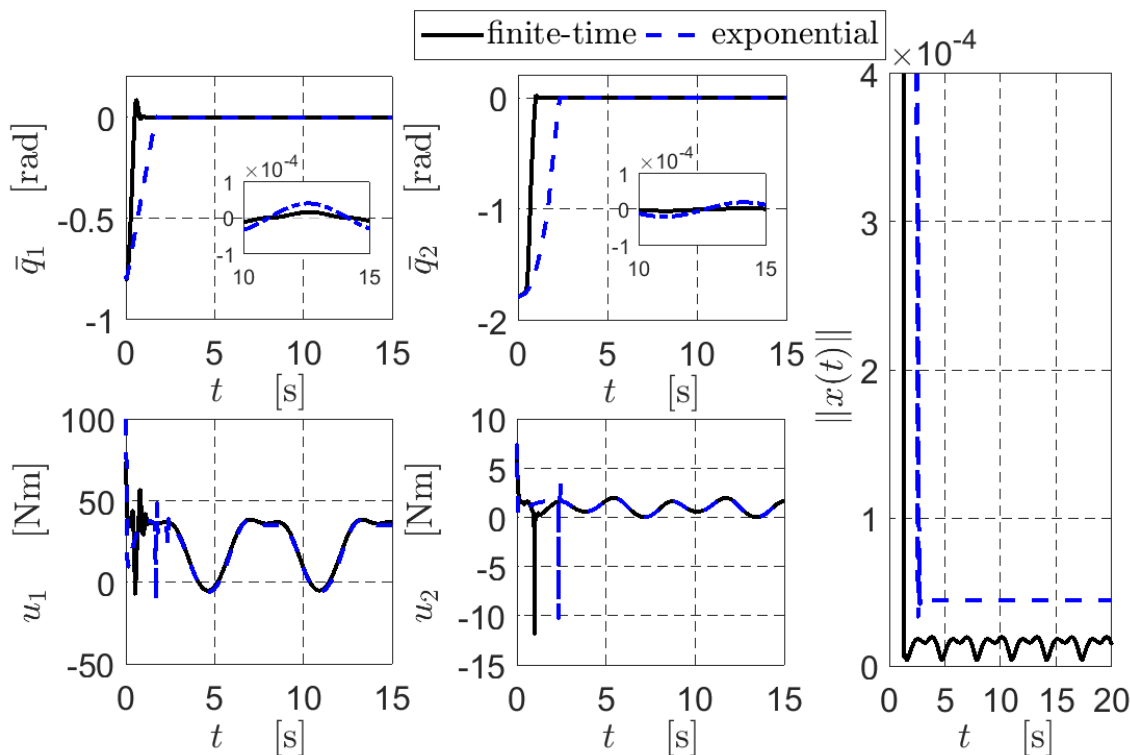 finite-time exponential
×10⁻⁴
0
-0.5
-1
q̄₁ [rad]
×10⁻⁴
1
0
-1
10 15
0 5 10 15
t [s]
0
-1
-2
q̄₂ [rad]
×10⁻⁴
1
0
-1
10 15
0 5 10 15
t [s]
100
50
0
-50
u₁ [Nm]
0 5 10 15
t [s]
10
5
0
-5
-10
-15
u₂ [Nm]
0 5 10 15
t [s]
4
3
2
1
0
||x(t)||
0 5 10 15 20
t [s]